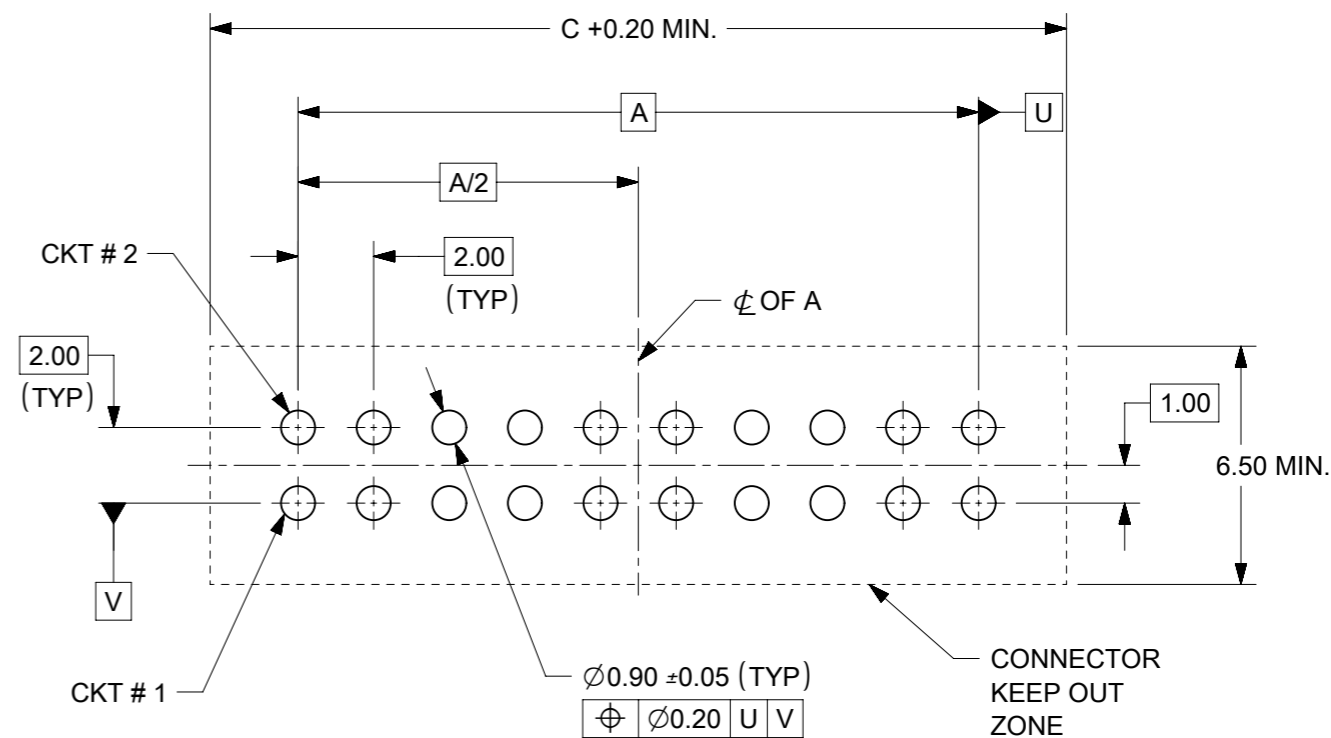 C +0.20 MIN.
A
U
A/2
CKT # 2
2.00
(TYP)
℄ OF A
2.00
(TYP)
1.00
6.50 MIN.
V
CKT # 1
∅0.90 ±0.05 (TYP)
⌖ ∅0.20 U V
CONNECTOR
KEEP OUT
ZONE